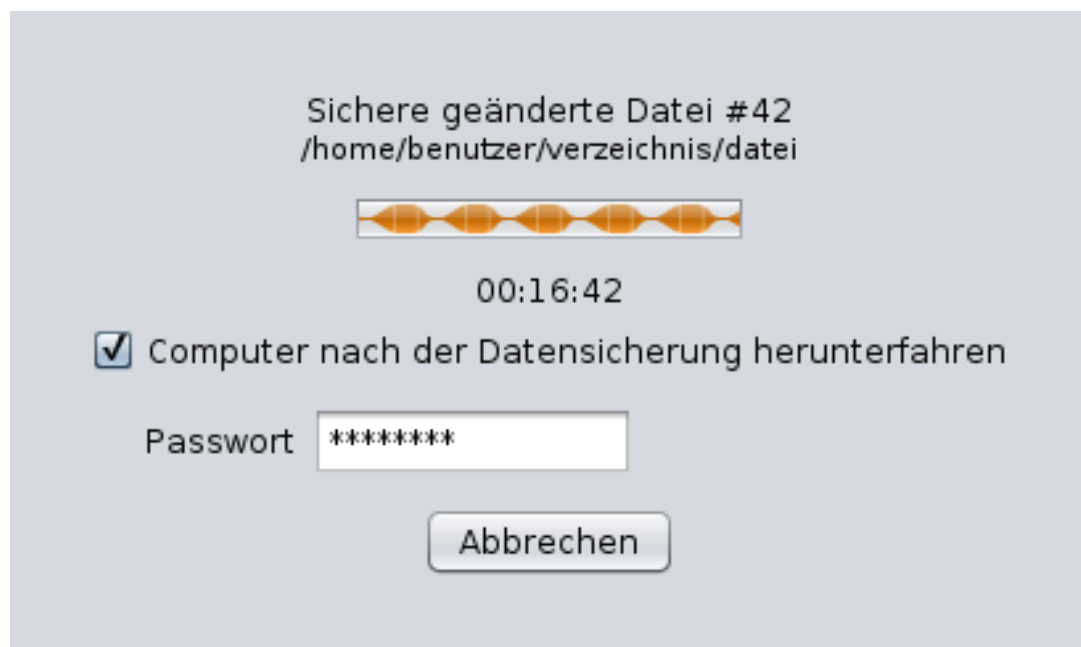 Sichere geänderte Datei #42
/home/benutzer/verzeichnis/datei
00:16:42
Computer nach der Datensicherung herunterfahren
Passwort ********
Abbrechen